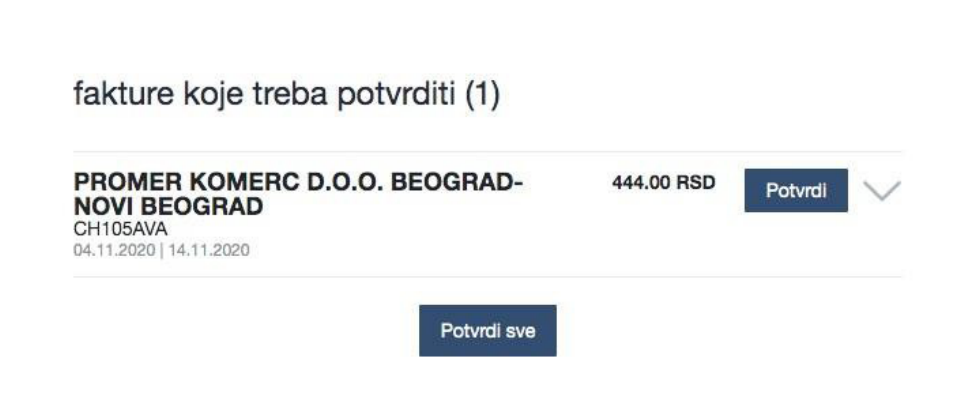 fakture koje treba potvrditi (1)
PROMER KOMERC D.O.O. BEOGRAD-
NOVI BEOGRAD
444.00 RSD
Potvrdi
CH105AVA
04.11.2020 | 14.11.2020
Potvrdi sve